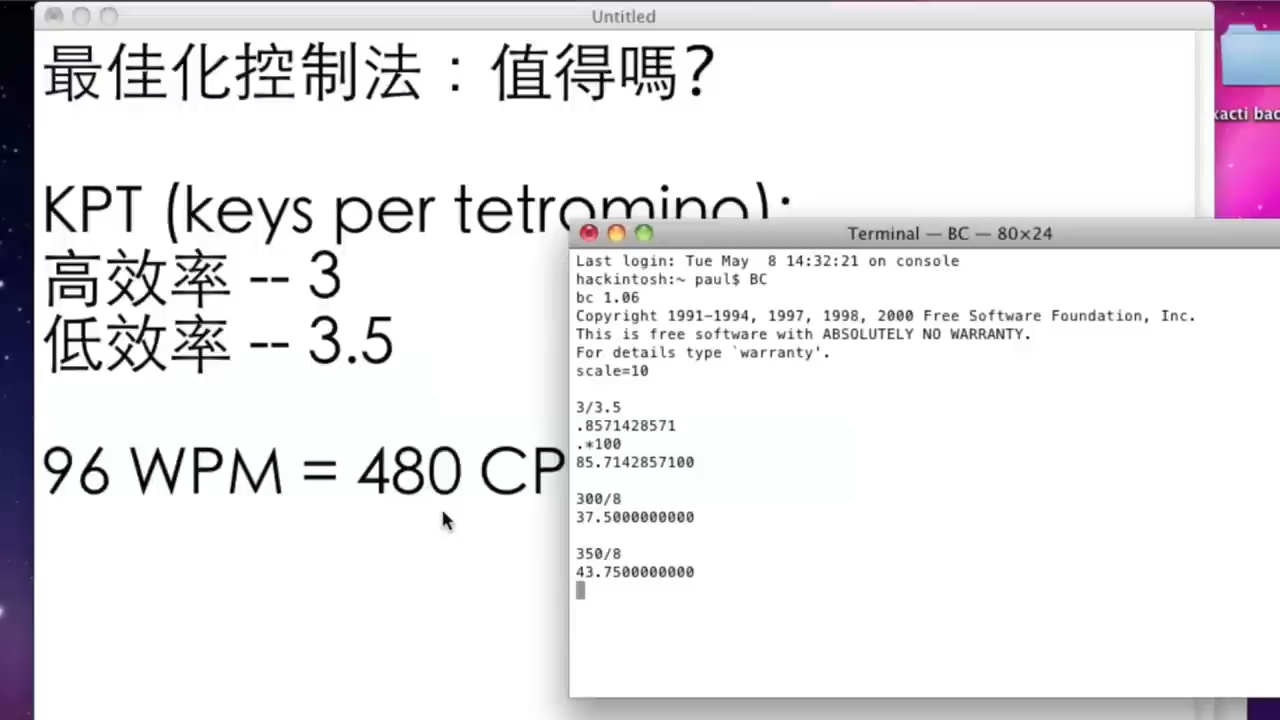 Untitled
最佳化控制法：值得嗎?
KPT (keys per tetromino):
高效率 -- 3
低效率 -- 3.5
96 WPM = 480 CP
Terminal — BC — 80×24
Last login: Tue May  8 14:32:21 on console
hackintosh:~ paul$ BC
bc 1.06
Copyright 1991-1994, 1997, 1998, 2000 Free Software Foundation, Inc.
This is free software with ABSOLUTELY NO WARRANTY.
For details type `warranty'.
scale=10
3/3.5
.8571428571
.*100
85.7142857100
300/8
37.5000000000
350/8
43.7500000000
xacti bac